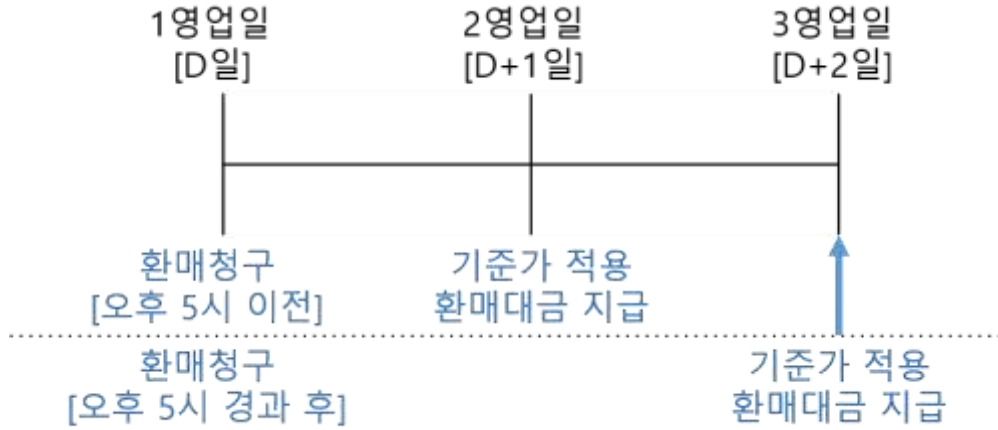 1영업일 2영업일 3영업일
[D일] [D+1일] [D+2일]
환매청구 기준가 적용
[오후 5시 이전] 환매대금 지급
환매청구 기준가 적용
[오후 5시 경과 후] 환매대금 지급